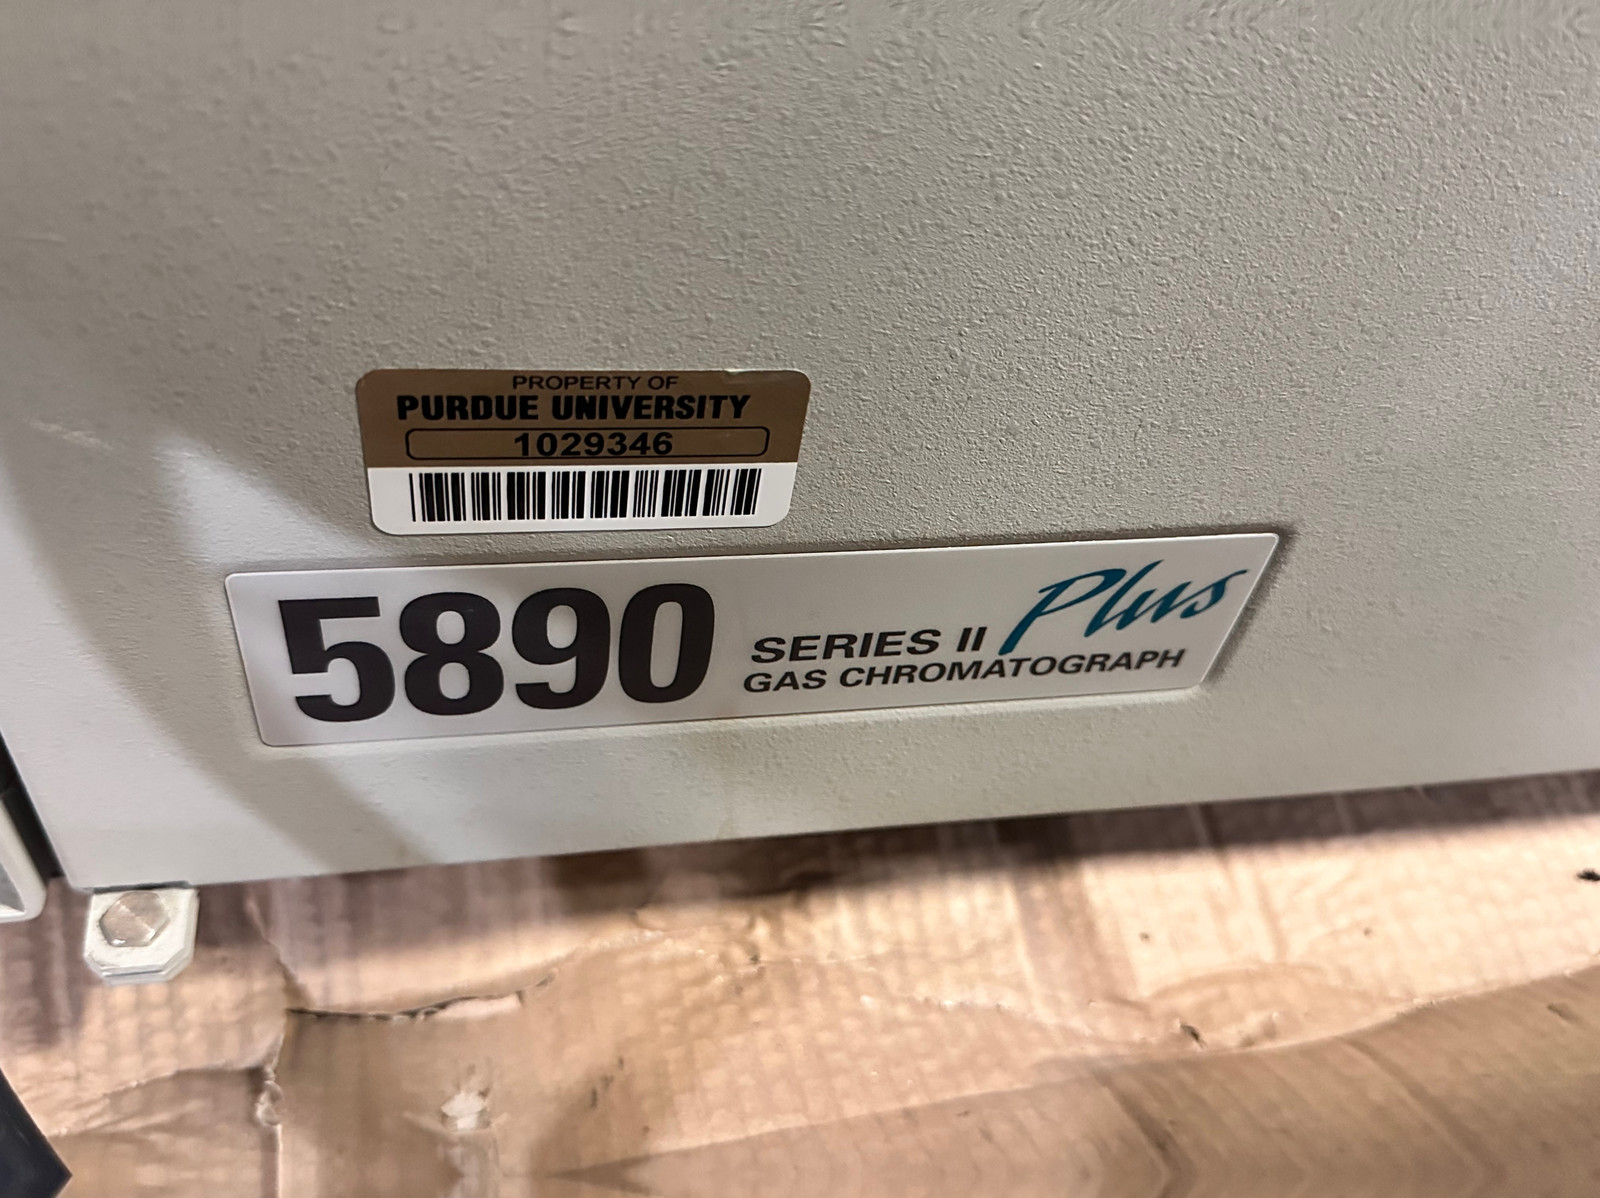 PROPERTY OF
PURDUE UNIVERSITY
1029346
5890 SERIES II Plus
GAS CHROMATOGRAPH